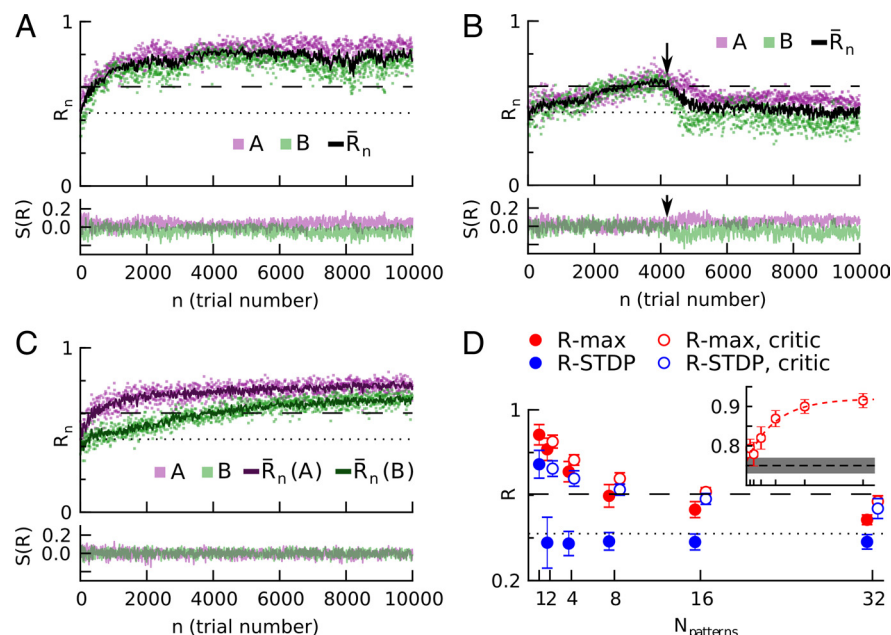 A
1
R̄n
0
A B R̄n
S(R)
0.2
0.0
0 2000 4000 6000 8000 10000
n (trial number)
B
1
Rn
0
A B R̄n
S(R)
0.2
0.0
0 2000 4000 6000 8000 10000
n (trial number)
C
1
Rn
0
A B R̄n(A) R̄n(B)
S(R)
0.2
0.0
0 2000 4000 6000 8000 10000
n (trial number)
D
R-max R-max, critic
R-STDP R-STDP, critic
1
R
0.2
0.9
0.8
1 2 4 8 16 32
Npatterns